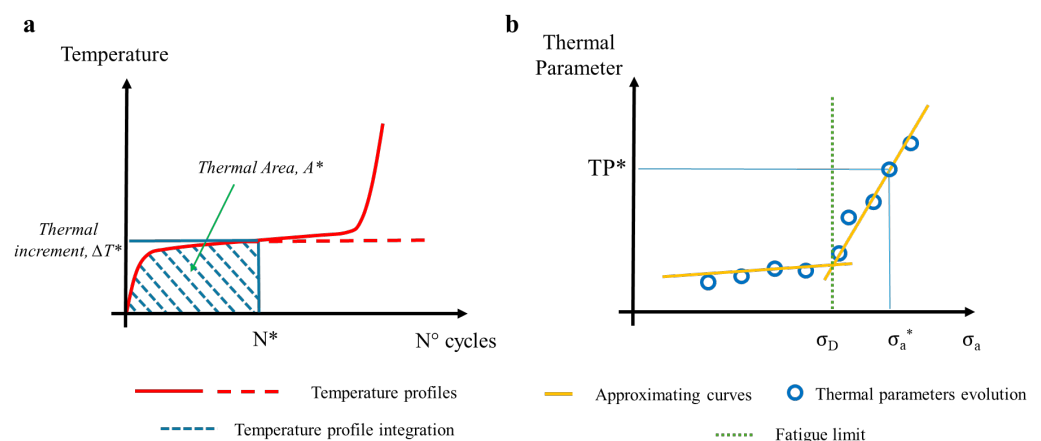 a
Temperature
Thermal Area, A*
Thermal
increment, ΔT*
N*
N° cycles
Temperature profiles
Temperature profile integration
b
Thermal
Parameter
TP*
σD
σa*
σa
Approximating curves
Thermal parameters evolution
Fatigue limit